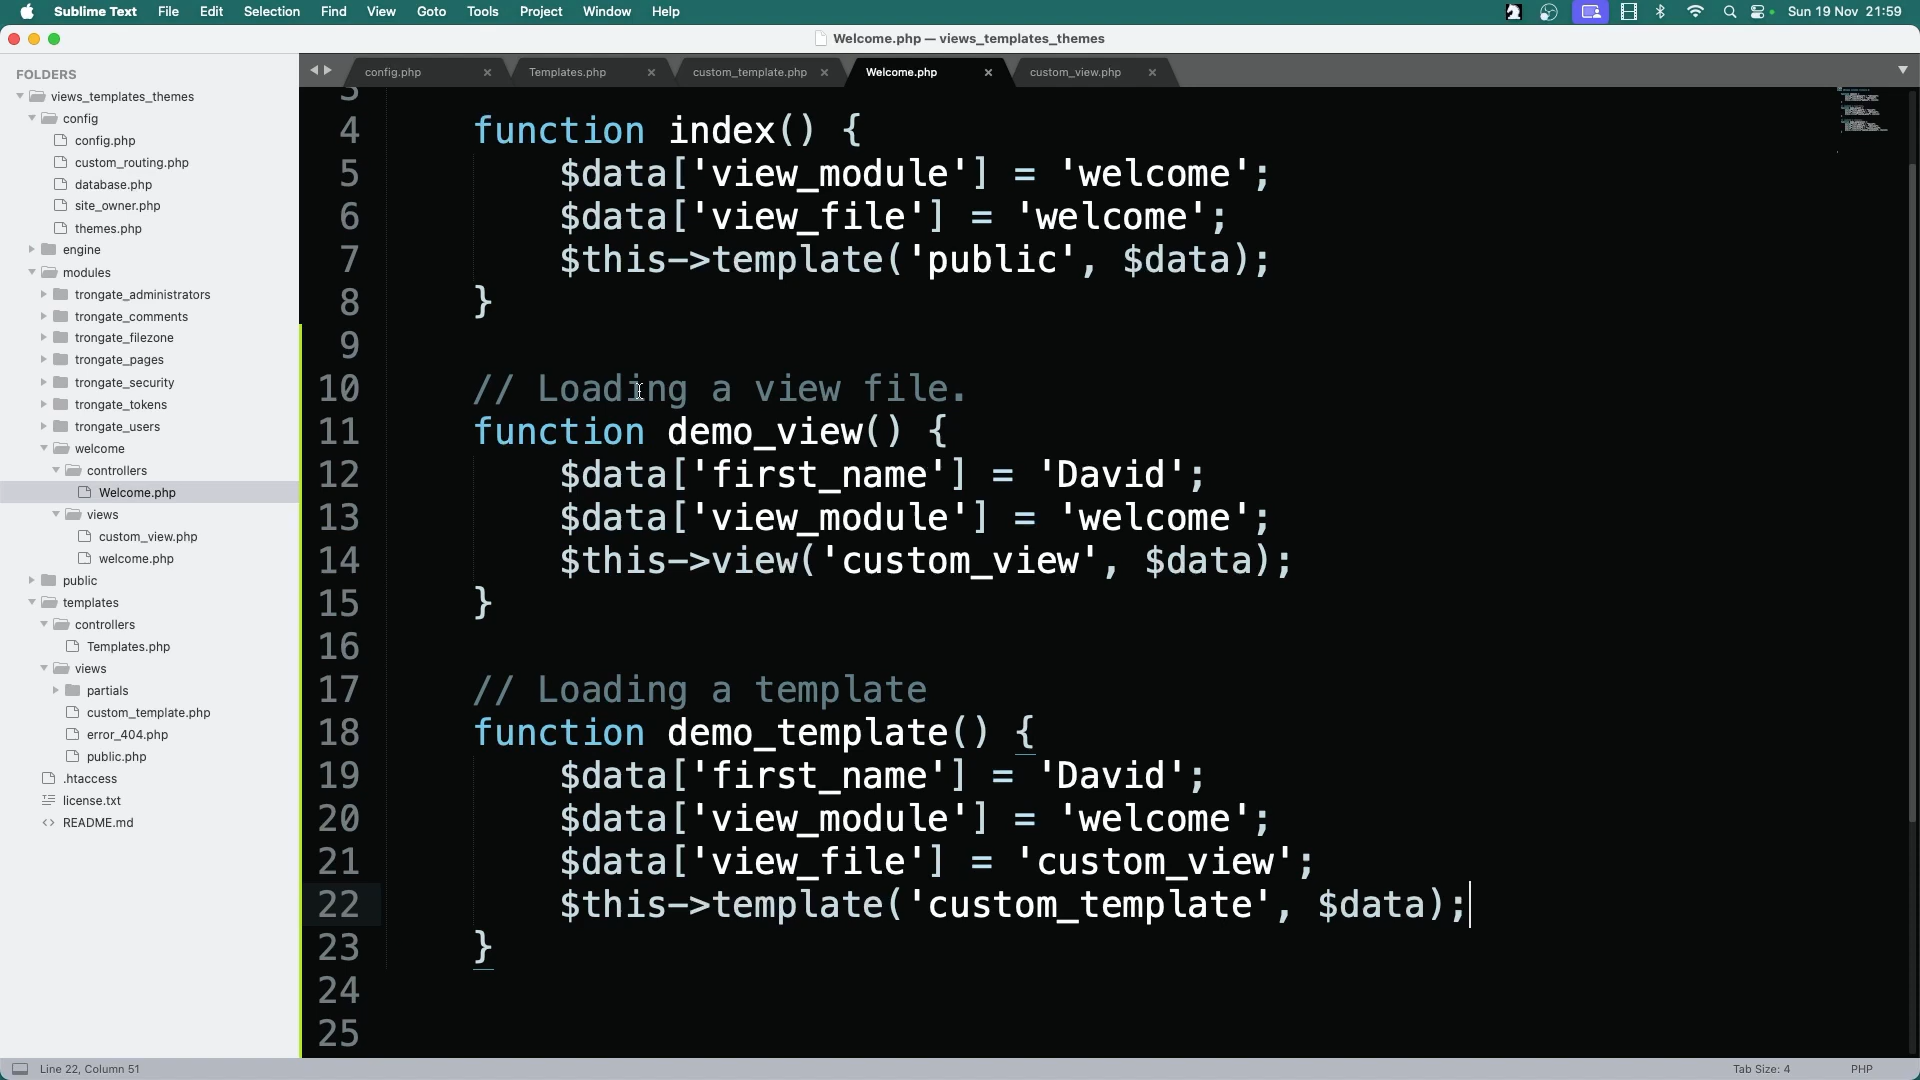 Sublime Text File Edit Selection Find View Goto Tools Project Window Help Sun 19 Nov 21:59
Welcome.php — views_templates_themes
FOLDERS
views_templates_themes
config
config.php
custom_routing.php
database.php
site_owner.php
themes.php
engine
modules
trongate_administrators
trongate_comments
trongate_filezone
trongate_pages
trongate_security
trongate_tokens
trongate_users
welcome
controllers
Welcome.php
views
custom_view.php
welcome.php
public
templates
controllers
Templates.php
views
partials
custom_template.php
error_404.php
public.php
.htaccess
license.txt
README.md
config.php Templates.php custom_template.php Welcome.php custom_view.php
3
4 function index() {
5 $data['view_module'] = 'welcome';
6 $data['view_file'] = 'welcome';
7 $this->template('public', $data);
8 }
9
10 // Loading a view file.
11 function demo_view() {
12 $data['first_name'] = 'David';
13 $data['view_module'] = 'welcome';
14 $this->view('custom_view', $data);
15 }
16
17 // Loading a template
18 function demo_template() {
19 $data['first_name'] = 'David';
20 $data['view_module'] = 'welcome';
21 $data['view_file'] = 'custom_view';
22 $this->template('custom_template', $data);
23 }
24
25
Line 22, Column 51 Tab Size: 4 PHP